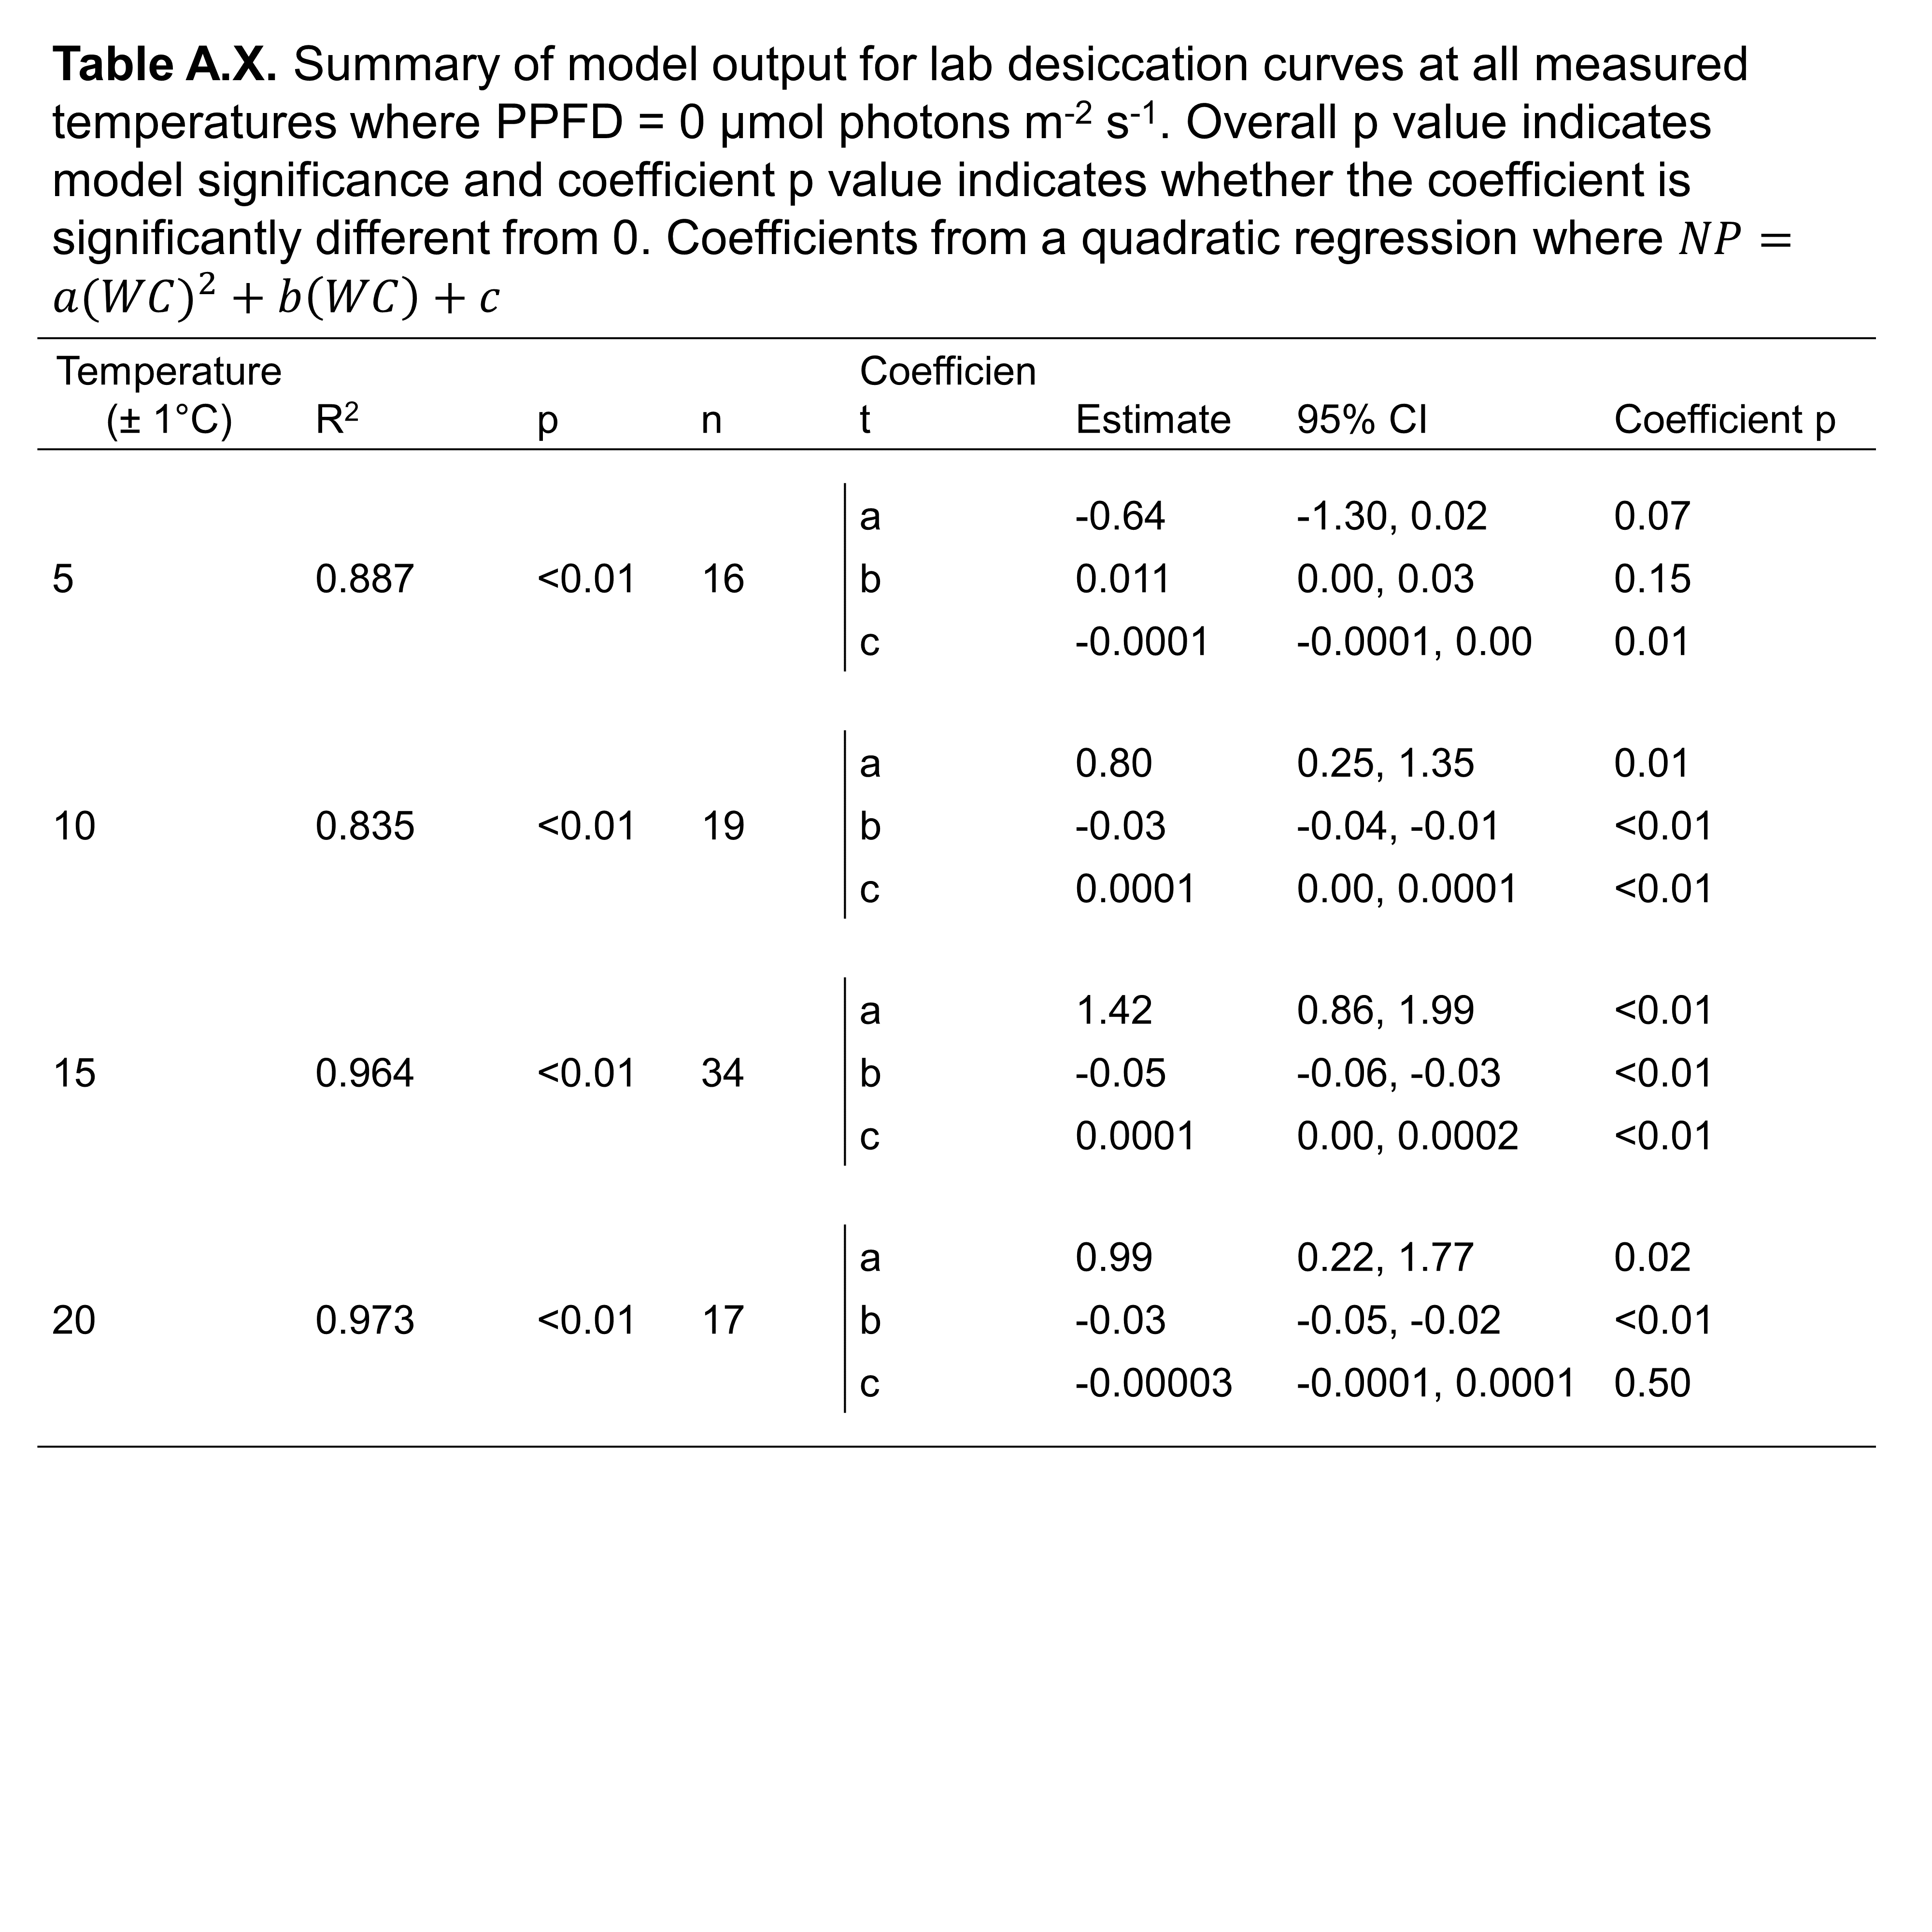 Table A.X. Summary of model output for lab desiccation curves at all measured
temperatures where PPFD = 0 µmol photons m⁻² s⁻¹. Overall p value indicates
model significance and coefficient p value indicates whether the coefficient is
significantly different from 0. Coefficients from a quadratic regression where NP =
a(WC)² + b(WC) + c
Temperature Coefficien
(± 1°C) R² p n t Estimate 95% CI Coefficient p
a -0.64 -1.30, 0.02 0.07
5 0.887 <0.01 16 b 0.011 0.00, 0.03 0.15
c -0.0001 -0.0001, 0.00 0.01
a 0.80 0.25, 1.35 0.01
10 0.835 <0.01 19 b -0.03 -0.04, -0.01 <0.01
c 0.0001 0.00, 0.0001 <0.01
a 1.42 0.86, 1.99 <0.01
15 0.964 <0.01 34 b -0.05 -0.06, -0.03 <0.01
c 0.0001 0.00, 0.0002 <0.01
a 0.99 0.22, 1.77 0.02
20 0.973 <0.01 17 b -0.03 -0.05, -0.02 <0.01
c -0.00003 -0.0001, 0.0001 0.50